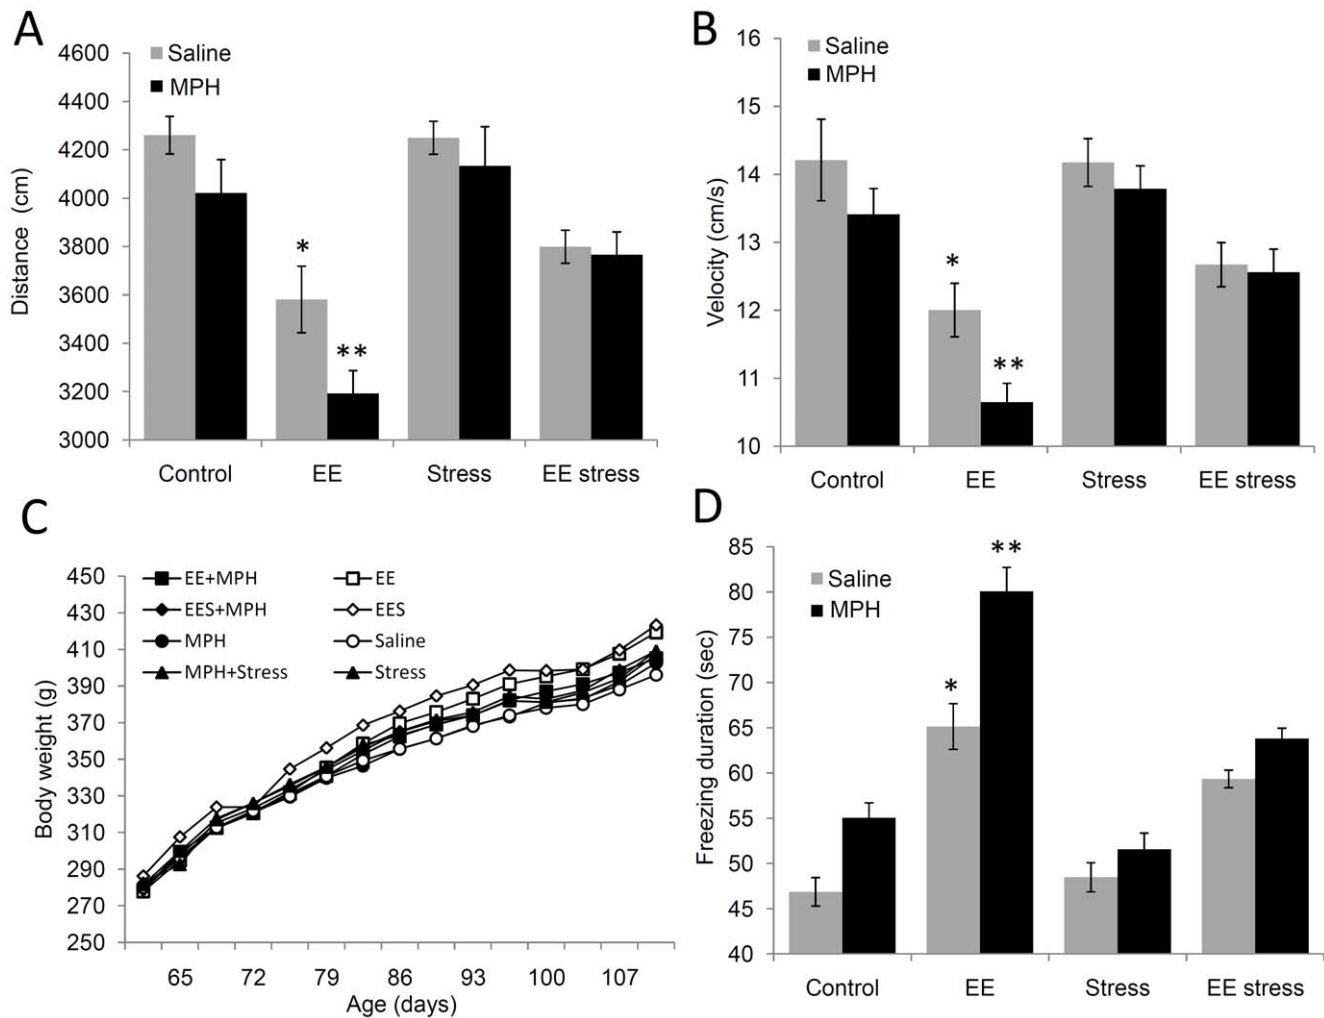 A
4600
4400
4200
4000
3800
3600
3400
3200
3000
Distance (cm)
Saline
MPH
*
**
Control EE Stress EE stress
B
16
15
14
13
12
11
10
Velocity (cm/s)
Saline
MPH
*
**
Control EE Stress EE stress
C
450
430
410
390
370
350
330
310
290
270
250
Body weight (g)
EE+MPH EE
EES+MPH EES
MPH Saline
MPH+Stress Stress
65 72 79 86 93 100 107
Age (days)
D
85
80
75
70
65
60
55
50
45
40
Freezing duration (sec)
Saline
MPH
*
**
Control EE Stress EE stress